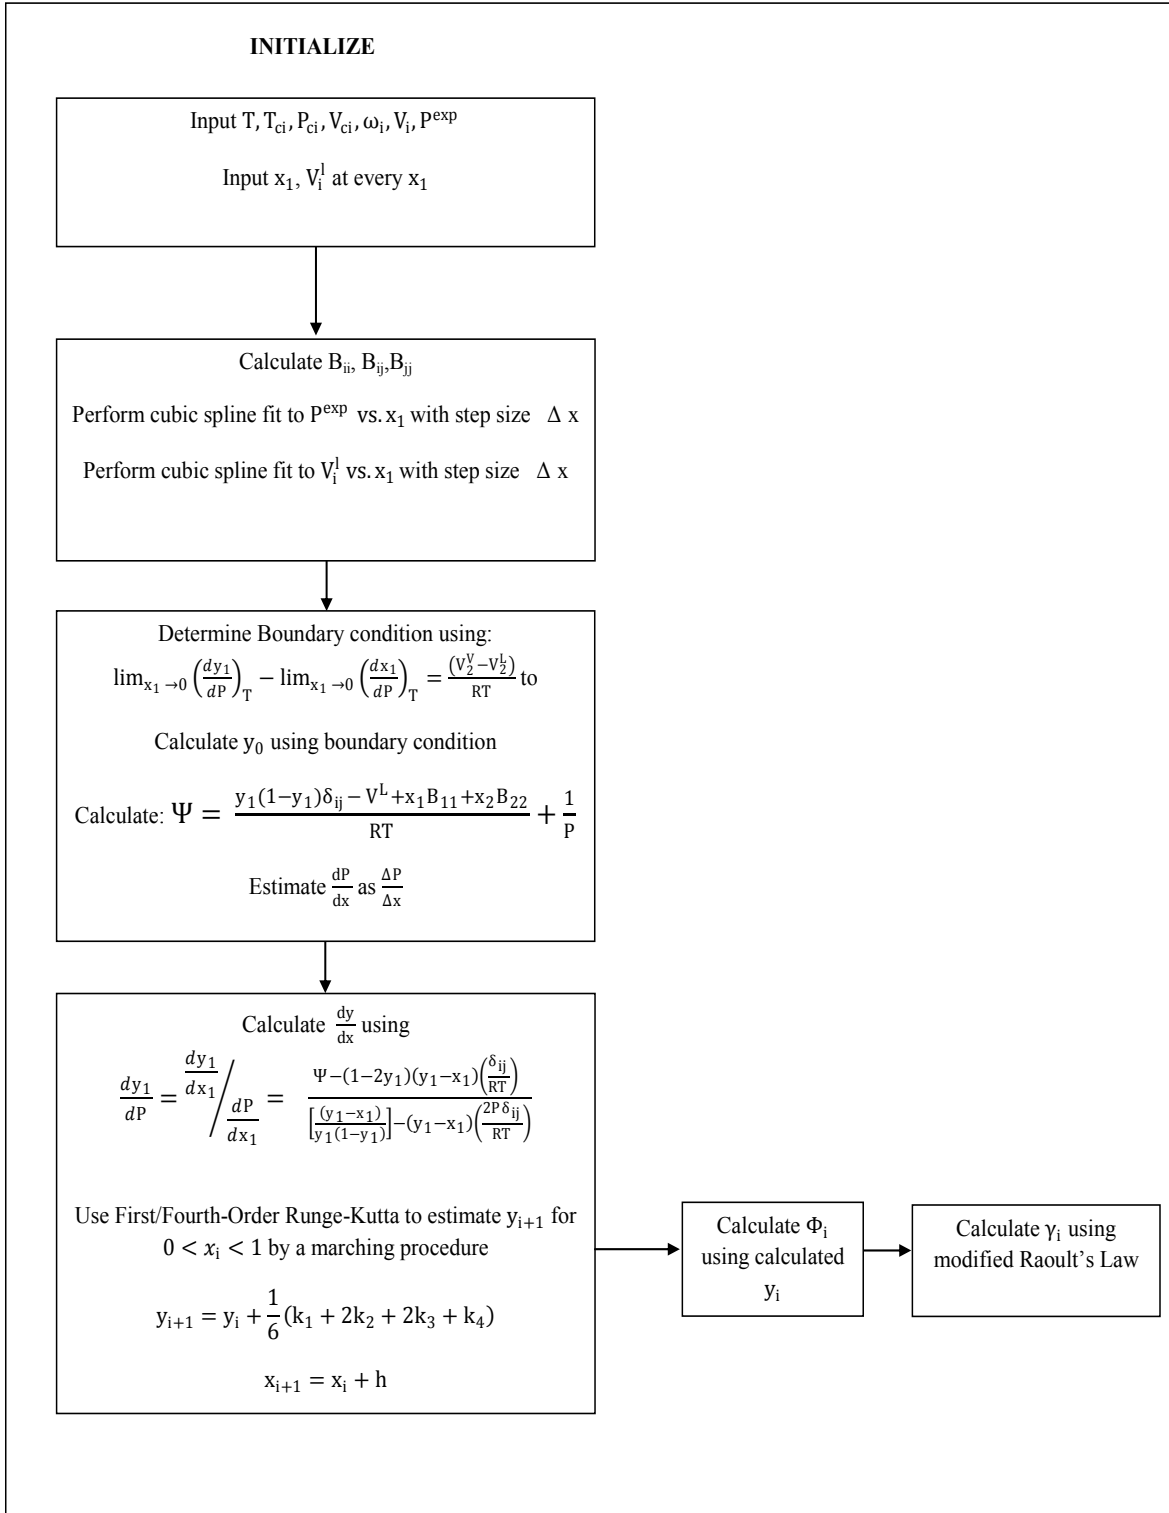 INITIALIZE
Input T, T_ci, P_ci, V_ci, ω_i, V_i, P^exp
Input x_1, V_i^l at every x_1
Calculate B_ii, B_ij,B_jj
Perform cubic spline fit to P^exp vs. x_1 with step size Δ x
Perform cubic spline fit to V_i^l vs. x_1 with step size Δ x
Determine Boundary condition using:
lim_{x_1→0} (dy_1/dP)_T − lim_{x_1→0} (dx_1/dP)_T = (V_2^V−V_2^L)/RT to
Calculate y_0 using boundary condition
Calculate: Ψ = (y_1(1−y_1)δ_ij − V^L+x_1B_11+x_2B_22)/RT + 1/P
Estimate dP/dx as ΔP/Δx
Calculate dy/dx using
dy_1/dP = (dy_1/dx_1)/(dP/dx_1) = (Ψ−(1−2y_1)(y_1−x_1)(δ_ij/RT))/([(y_1−x_1)/(y_1(1−y_1))]−(y_1−x_1)(2Pδ_ij/RT))
Use First/Fourth-Order Runge-Kutta to estimate y_{i+1} for
0 < x_i < 1 by a marching procedure
y_{i+1} = y_i + 1/6 (k_1 + 2k_2 + 2k_3 + k_4)
x_{i+1} = x_i + h
Calculate Φ_i
using calculated
y_i
Calculate γ_i using
modified Raoult's Law